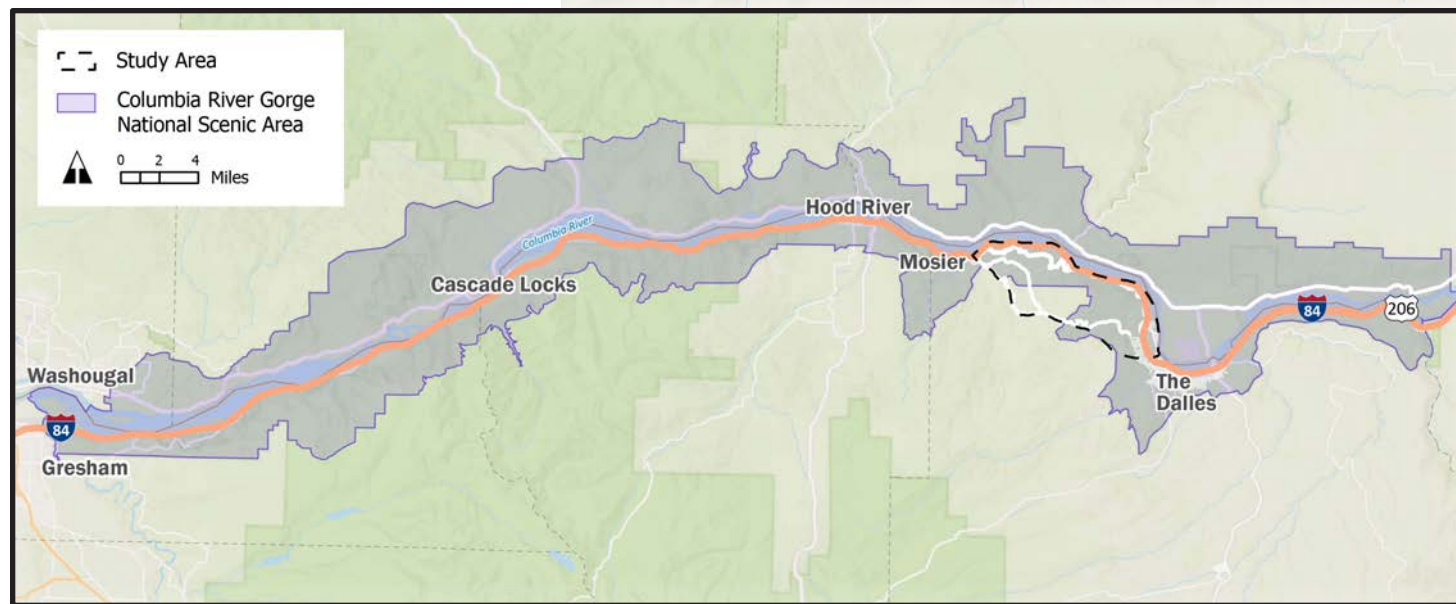 Study Area
Columbia River Gorge
National Scenic Area
0 2 4
Miles
Columbia River
Hood River
Mosier
Cascade Locks
84
206
Washougal
The
Dalles
84
Gresham